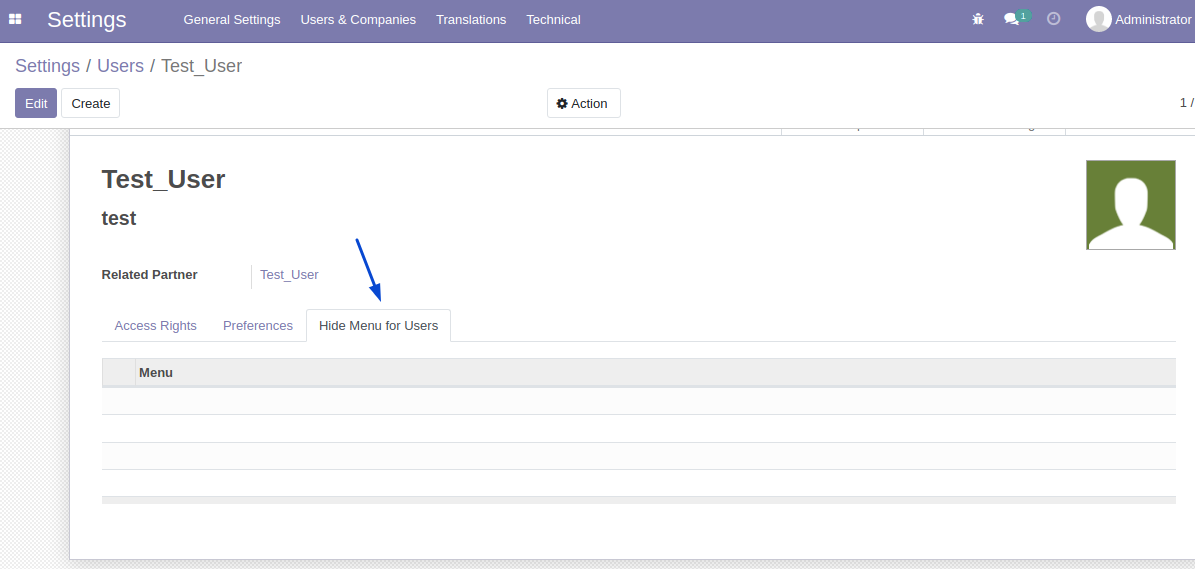 Settings General Settings Users & Companies Translations Technical 1 Administrator
Settings / Users / Test_User
Edit Create Action 1 /
Test_User
test
Related Partner Test_User
Access Rights Preferences Hide Menu for Users
Menu